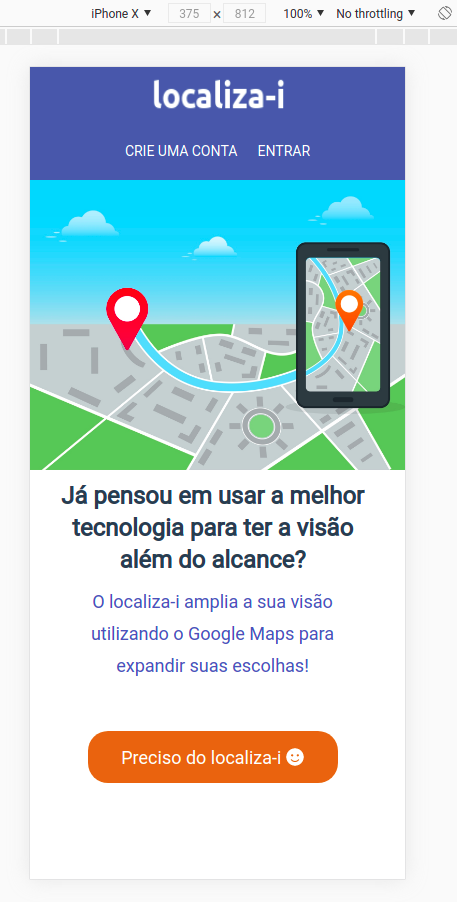 iPhone X 375 × 812 100% No throttling
localiza-i
CRIE UMA CONTA ENTRAR
Já pensou em usar a melhor
tecnologia para ter a visão
além do alcance?
O localiza-i amplia a sua visão
utilizando o Google Maps para
expandir suas escolhas!
Preciso do localiza-i